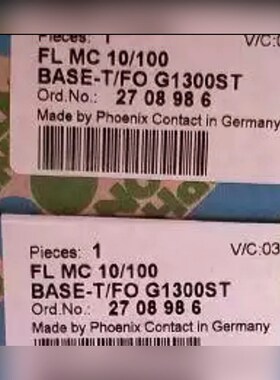 Pieces: 1 V/C:0
FL MC 10/100
BASE-T/FO G1300ST
Ord.No.: 27 08 98 6
Made by Phoenix Contact in Germany
Pieces: 1 V/C:03
FL MC 10/100
BASE-T/FO G1300ST
Ord.No.: 27 08 98 6
Made by Phoenix Contact in Germany